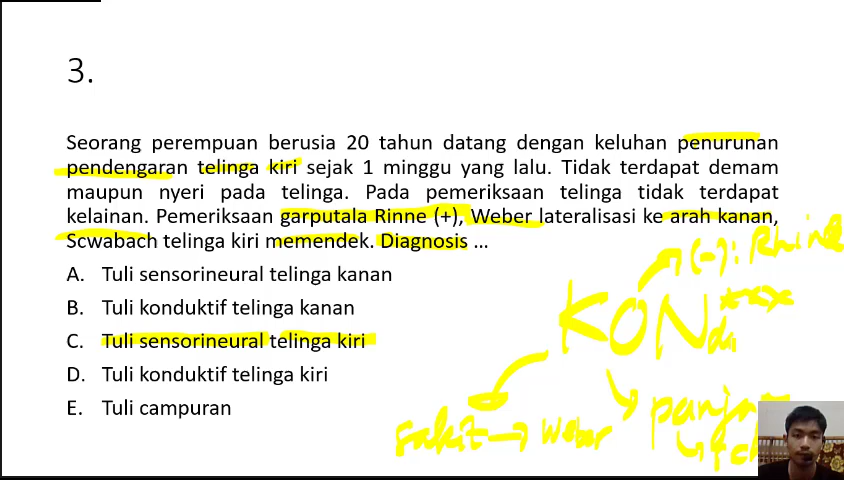 3.
Seorang perempuan berusia 20 tahun datang dengan keluhan penurunan
pendengaran telinga kiri sejak 1 minggu yang lalu. Tidak terdapat demam
maupun nyeri pada telinga. Pada pemeriksaan telinga tidak terdapat
kelainan. Pemeriksaan garputala Rinne (+), Weber lateralisasi ke arah kanan,
Scwabach telinga kiri memendek. Diagnosis ...
A. Tuli sensorineural telinga kanan
B. Tuli konduktif telinga kanan
C. Tuli sensorineural telinga kiri
D. Tuli konduktif telinga kiri
E. Tuli campuran
(-): Rhine
KON
sakit → Weber